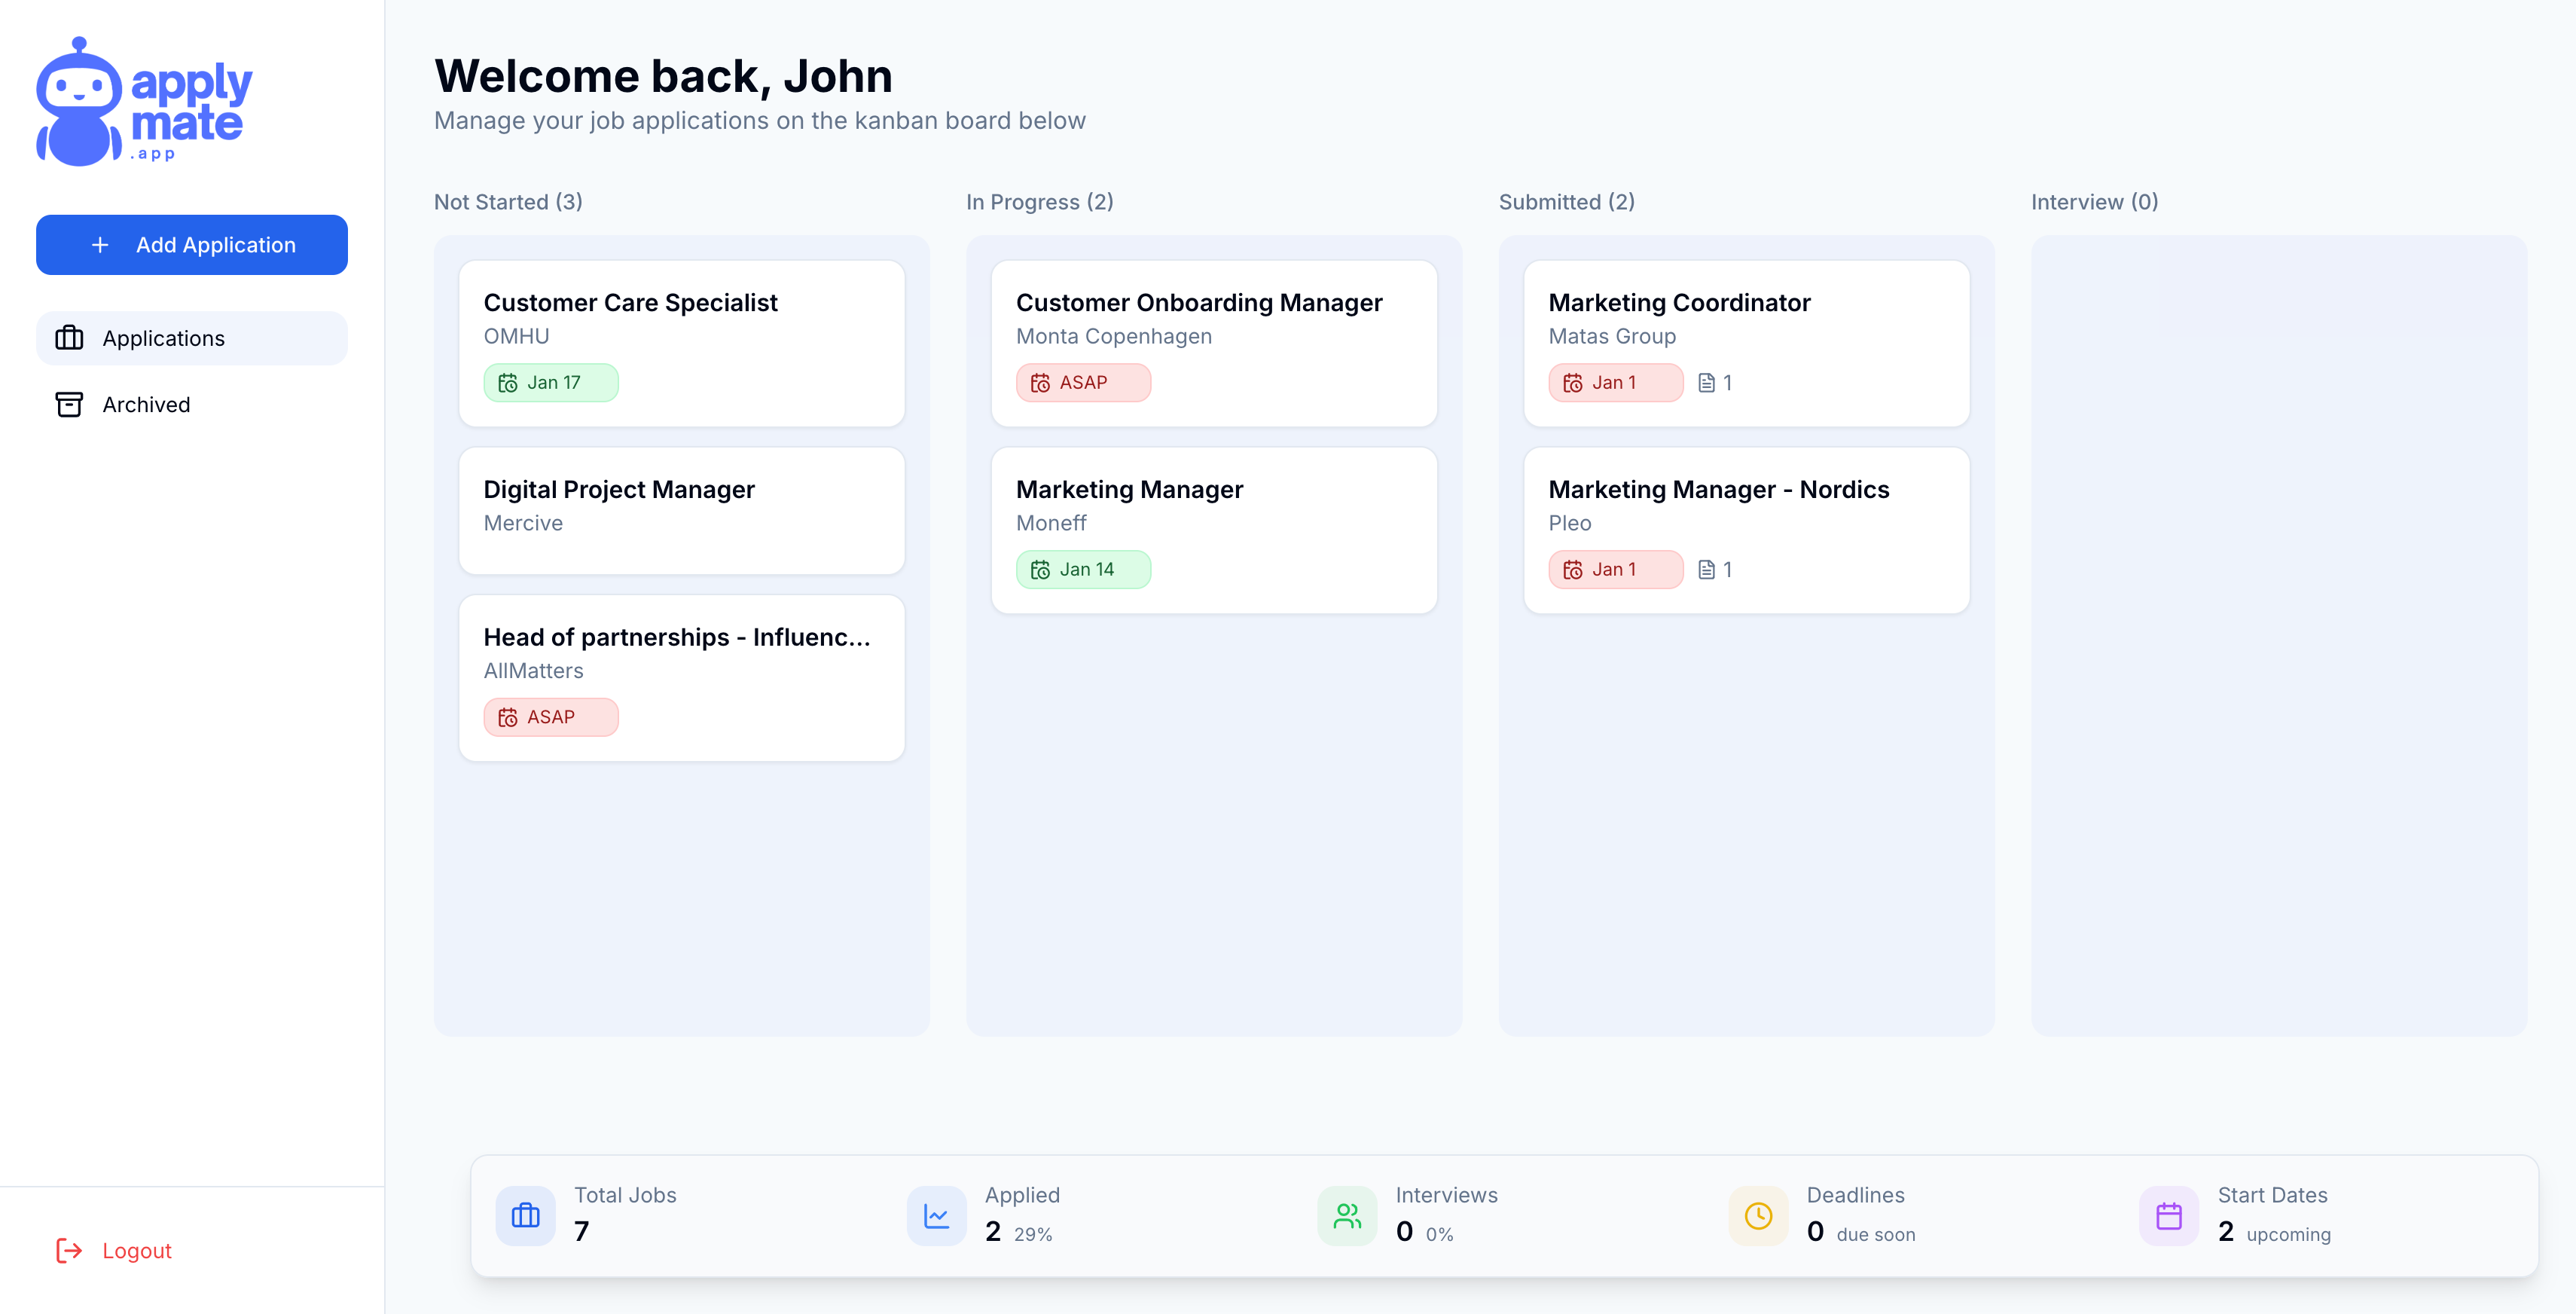 apply
mate
.app
Add Application
Applications
Archived
Logout
Welcome back, John
Manage your job applications on the kanban board below
Not Started (3)
Customer Care Specialist
OMHU
Jan 17
Digital Project Manager
Mercive
Head of partnerships - Influenc...
AllMatters
ASAP
In Progress (2)
Customer Onboarding Manager
Monta Copenhagen
ASAP
Marketing Manager
Moneff
Jan 14
Submitted (2)
Marketing Coordinator
Matas Group
Jan 1 1
Marketing Manager - Nordics
Pleo
Jan 1 1
Interview (0)
Total Jobs
7
Applied
2 29%
Interviews
0 0%
Deadlines
0 due soon
Start Dates
2 upcoming